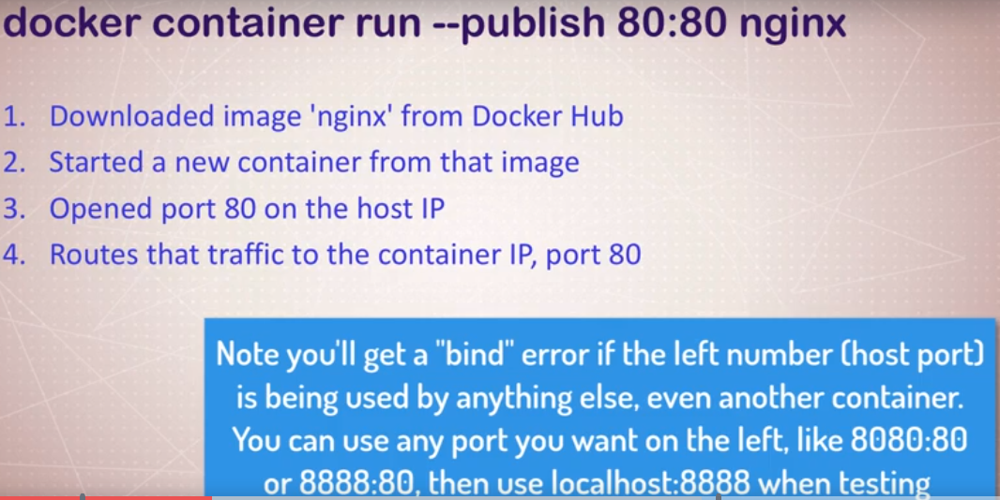 docker container run --publish 80:80 nginx
1. Downloaded image 'nginx' from Docker Hub
2. Started a new container from that image
3. Opened port 80 on the host IP
4. Routes that traffic to the container IP, port 80
Note you'll get a "bind" error if the left number (host port)
is being used by anything else, even another container.
You can use any port you want on the left, like 8080:80
or 8888:80, then use localhost:8888 when testing